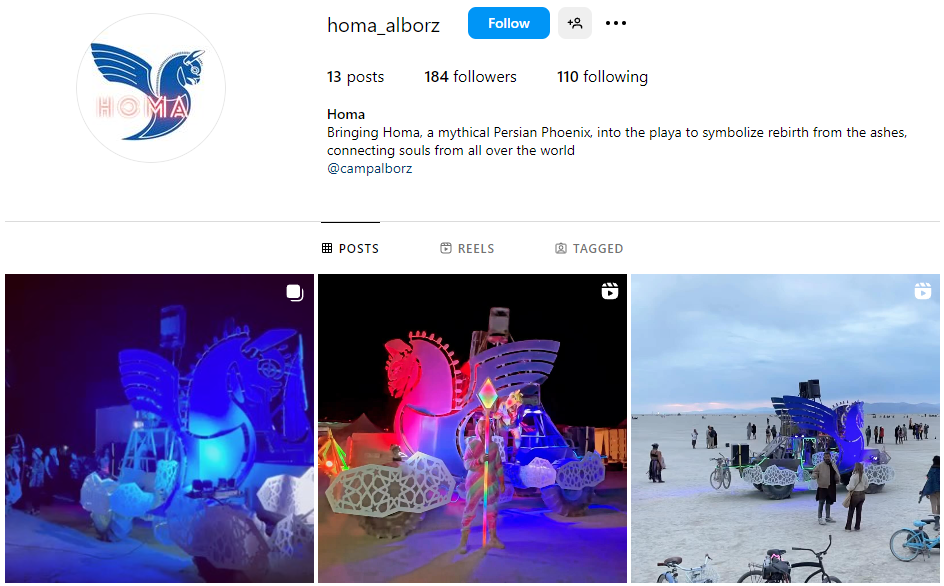 homa_alborz
Follow
13 posts 184 followers 110 following
HOMA
Homa
Bringing Homa, a mythical Persian Phoenix, into the playa to symbolize rebirth from the ashes,
connecting souls from all over the world
@campalborz
POSTS REELS TAGGED